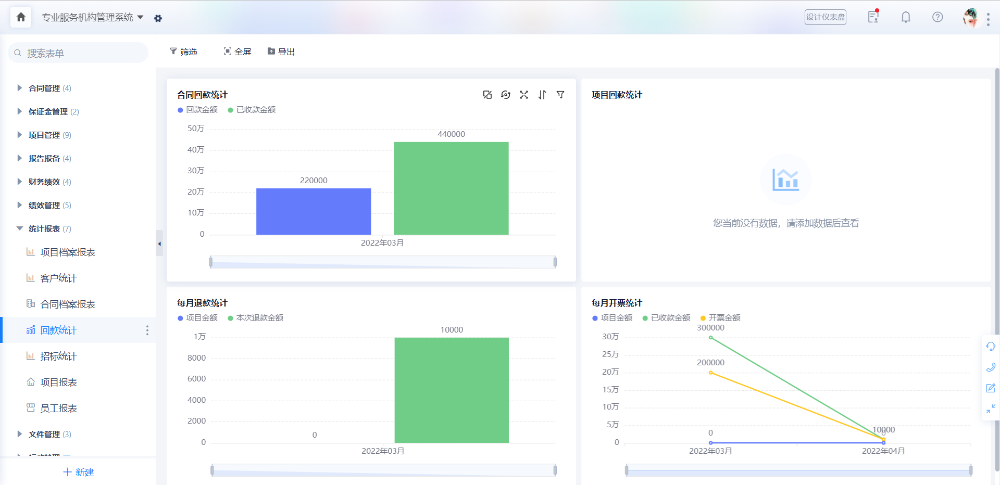 专业服务机构管理系统
设计仪表盘
搜索表单
筛选
全屏
导出
合同管理 (4)
保证金管理 (2)
项目管理 (9)
报告报备 (4)
财务绩效 (4)
绩效管理 (5)
统计报表 (7)
项目档案报表
客户统计
合同档案报表
回款统计
招标统计
项目报表
员工报表
文件管理 (3)
新建
合同回款统计
回款金额 已收款金额
50万
40万
30万
20万
10万
0
220000
440000
2022年03月
项目回款统计
您当前没有数据，请添加数据后查看
每月退款统计
项目金额 本次退款金额
1万
8000
6000
4000
2000
0
0
10000
2022年03月
每月开票统计
项目金额 已收款金额 开票金额
30万
25万
20万
15万
10万
5万
0
300000
200000
0
10000
0
2022年03月
2022年04月